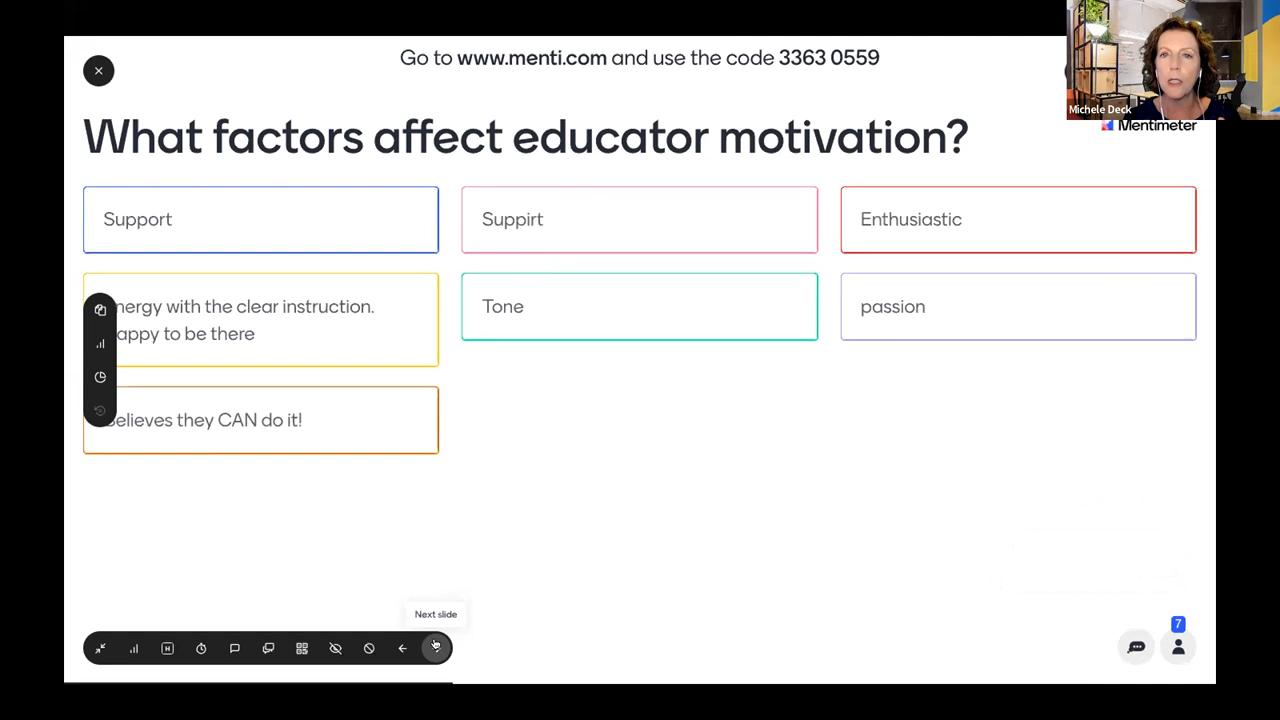 Go to www.menti.com and use the code 3363 0559
Michele Deck
Mentimeter
What factors affect educator motivation?
Support
Suppirt
Enthusiastic
nergy with the clear instruction.
appy to be there
Tone
passion
elieves they CAN do it!
Next slide
H
7